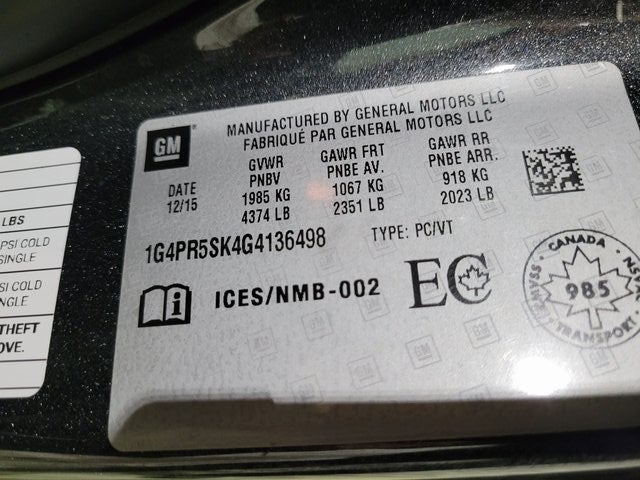 GM
MANUFACTURED BY GENERAL MOTORS LLC
FABRIQUÉ PAR GENERAL MOTORS LLC
DATE
12/15
GVWR
PNBV
1985 KG
4374 LB
GAWR FRT
PNBE AV.
1067 KG
2351 LB
GAWR RR
PNBE ARR.
918 KG
2023 LB
1G4PR5SK4G4136498 TYPE: PC/VT
ICES/NMB-002 EC
CANADA
985
TRANSPORT
LBS
PSI COLD
SINGLE
SI COLD
NGLE
THEFT
OVE.